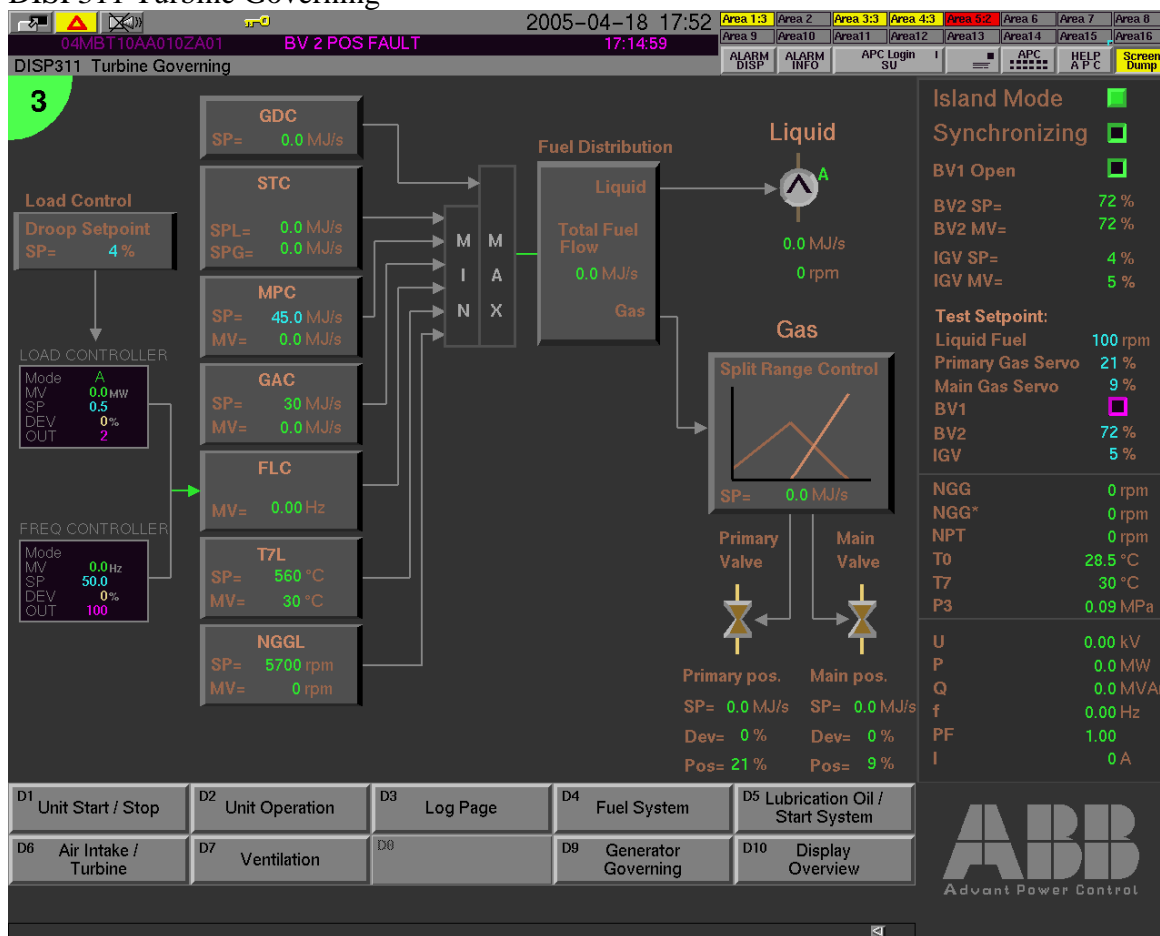 DISP311 Turbine Governing
2005-04-18 17:52
Area 1:3 Area 2 Area 3:3 Area 4:3 Area 5:2 Area 6 Area 7 Area 8
04MBT10AA010ZA01 BV 2 POS FAULT 17:14:59
Area 9 Area10 Area11 Area12 Area13 Area14 Area15 Area16
DISP311 Turbine Governing
ALARM DISP
ALARM INFO
APC Login SU
APC
HELP A P C
Screen Dump
3
Load Control
Droop Setpoint
SP= 4 %
LOAD CONTROLLER
Mode A
MV 0.0 MW
SP 0.5
DEV 0%
OUT 2
FREQ CONTROLLER
Mode
MV 0.0 Hz
SP 50.0
DEV 0%
OUT 100
GDC
SP= 0.0 MJ/s
STC
SPL= 0.0 MJ/s
SPG= 0.0 MJ/s
MPC
SP= 45.0 MJ/s
MV= 0.0 MJ/s
GAC
SP= 30 MJ/s
MV= 0.0 MJ/s
FLC
MV= 0.00 Hz
T7L
SP= 560 °C
MV= 30 °C
NGGL
SP= 5700 rpm
MV= 0 rpm
MIN
MAX
Fuel Distribution
Liquid
Total Fuel
Flow
0.0 MJ/s
Gas
Liquid
A
0.0 MJ/s
0 rpm
Gas
Split Range Control
SP= 0.0 MJ/s
Primary Valve
Main Valve
Primary pos.
SP= 0.0 MJ/s
Dev= 0 %
Pos= 21 %
Main pos.
SP= 0.0 MJ/s
Dev= 0 %
Pos= 9 %
Island Mode
Synchronizing
BV1 Open
BV2 SP= 72 %
BV2 MV= 72 %
IGV SP= 4 %
IGV MV= 5 %
Test Setpoint:
Liquid Fuel 100 rpm
Primary Gas Servo 21 %
Main Gas Servo 9 %
BV1
BV2 72 %
IGV 5 %
NGG 0 rpm
NGG* 0 rpm
NPT 0 rpm
T0 28.5 °C
T7 30 °C
P3 0.09 MPa
U 0.00 kV
P 0.0 MW
Q 0.0 MVAr
f 0.00 Hz
PF 1.00
I 0 A
D1 Unit Start / Stop
D2 Unit Operation
D3 Log Page
D4 Fuel System
D5 Lubrication Oil / Start System
D6 Air Intake / Turbine
D7 Ventilation
D8
D9 Generator Governing
D10 Display Overview
ABB
Advant Power Control